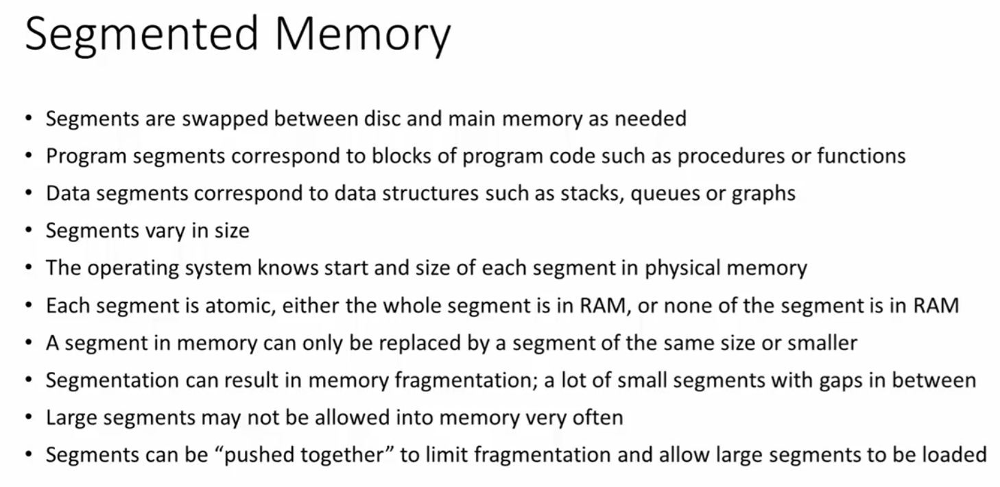 Segmented Memory
• Segments are swapped between disc and main memory as needed
• Program segments correspond to blocks of program code such as procedures or functions
• Data segments correspond to data structures such as stacks, queues or graphs
• Segments vary in size
• The operating system knows start and size of each segment in physical memory
• Each segment is atomic, either the whole segment is in RAM, or none of the segment is in RAM
• A segment in memory can only be replaced by a segment of the same size or smaller
• Segmentation can result in memory fragmentation; a lot of small segments with gaps in between
• Large segments may not be allowed into memory very often
• Segments can be “pushed together” to limit fragmentation and allow large segments to be loaded